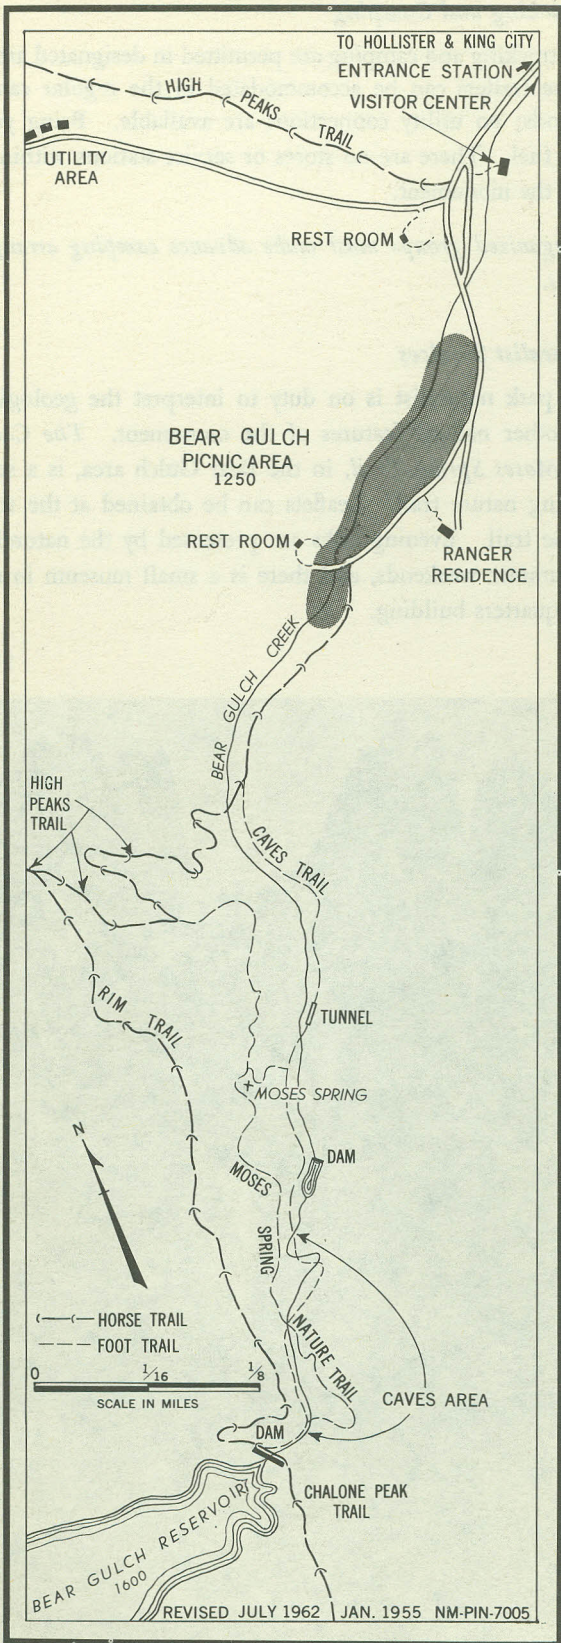 TO HOLLISTER & KING CITY
ENTRANCE STATION
VISITOR CENTER
HIGH PEAKS TRAIL
UTILITY
AREA
REST ROOM
BEAR GULCH
PICNIC AREA
1250
REST ROOM
RANGER
RESIDENCE
BEAR GULCH CREEK
HIGH
PEAKS
TRAIL
CAVES TRAIL
RIM TRAIL
TUNNEL
MOSES SPRING
N
DAM
MOSES SPRING NATURE TRAIL
HORSE TRAIL
FOOT TRAIL
0 1/16 1/8
SCALE IN MILES
CAVES AREA
DAM
CHALONE PEAK
TRAIL
BEAR GULCH RESERVOIR
1600
REVISED JULY 1962 JAN. 1955 NM-PIN-7005